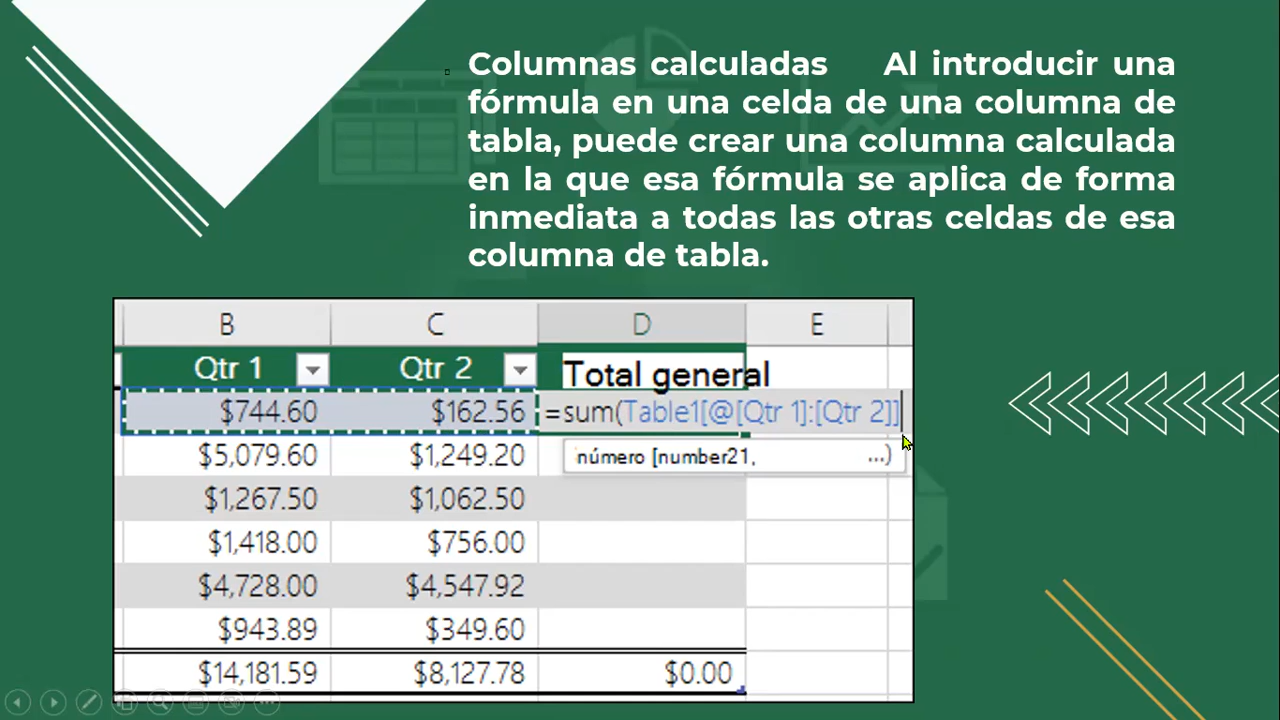 Columnas calculadas Al introducir una
fórmula en una celda de una columna de
tabla, puede crear una columna calculada
en la que esa fórmula se aplica de forma
inmediata a todas las otras celdas de esa
columna de tabla.
B C D E
Qtr 1 Qtr 2 Total general
$744.60 $162.56 =sum(Table1[@[Qtr 1]:[Qtr 2]]
$5,079.60 $1,249.20 número [number21, ...)
$1,267.50 $1,062.50
$1,418.00 $756.00
$4,728.00 $4,547.92
$943.89 $349.60
$14,181.59 $8,127.78 $0.00